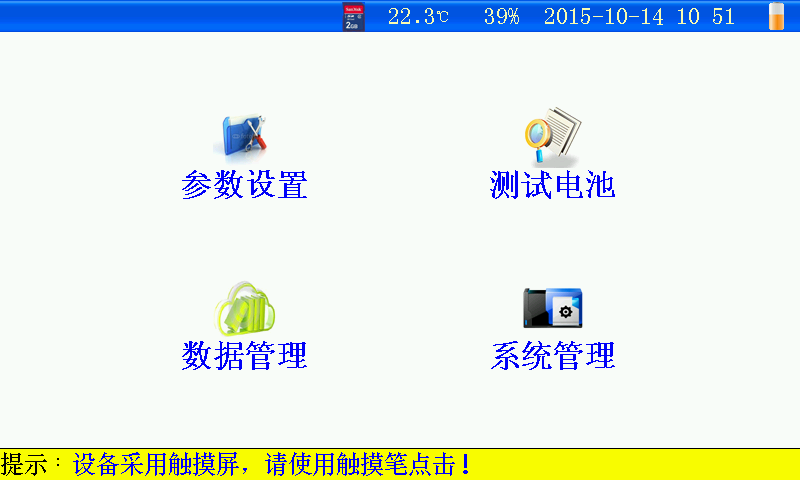 SanDisk
2GB
22.3℃ 39% 2015-10-14 10 51
参数设置 测试电池
数据管理 系统管理
提示：设备采用触摸屏，请使用触摸笔点击！